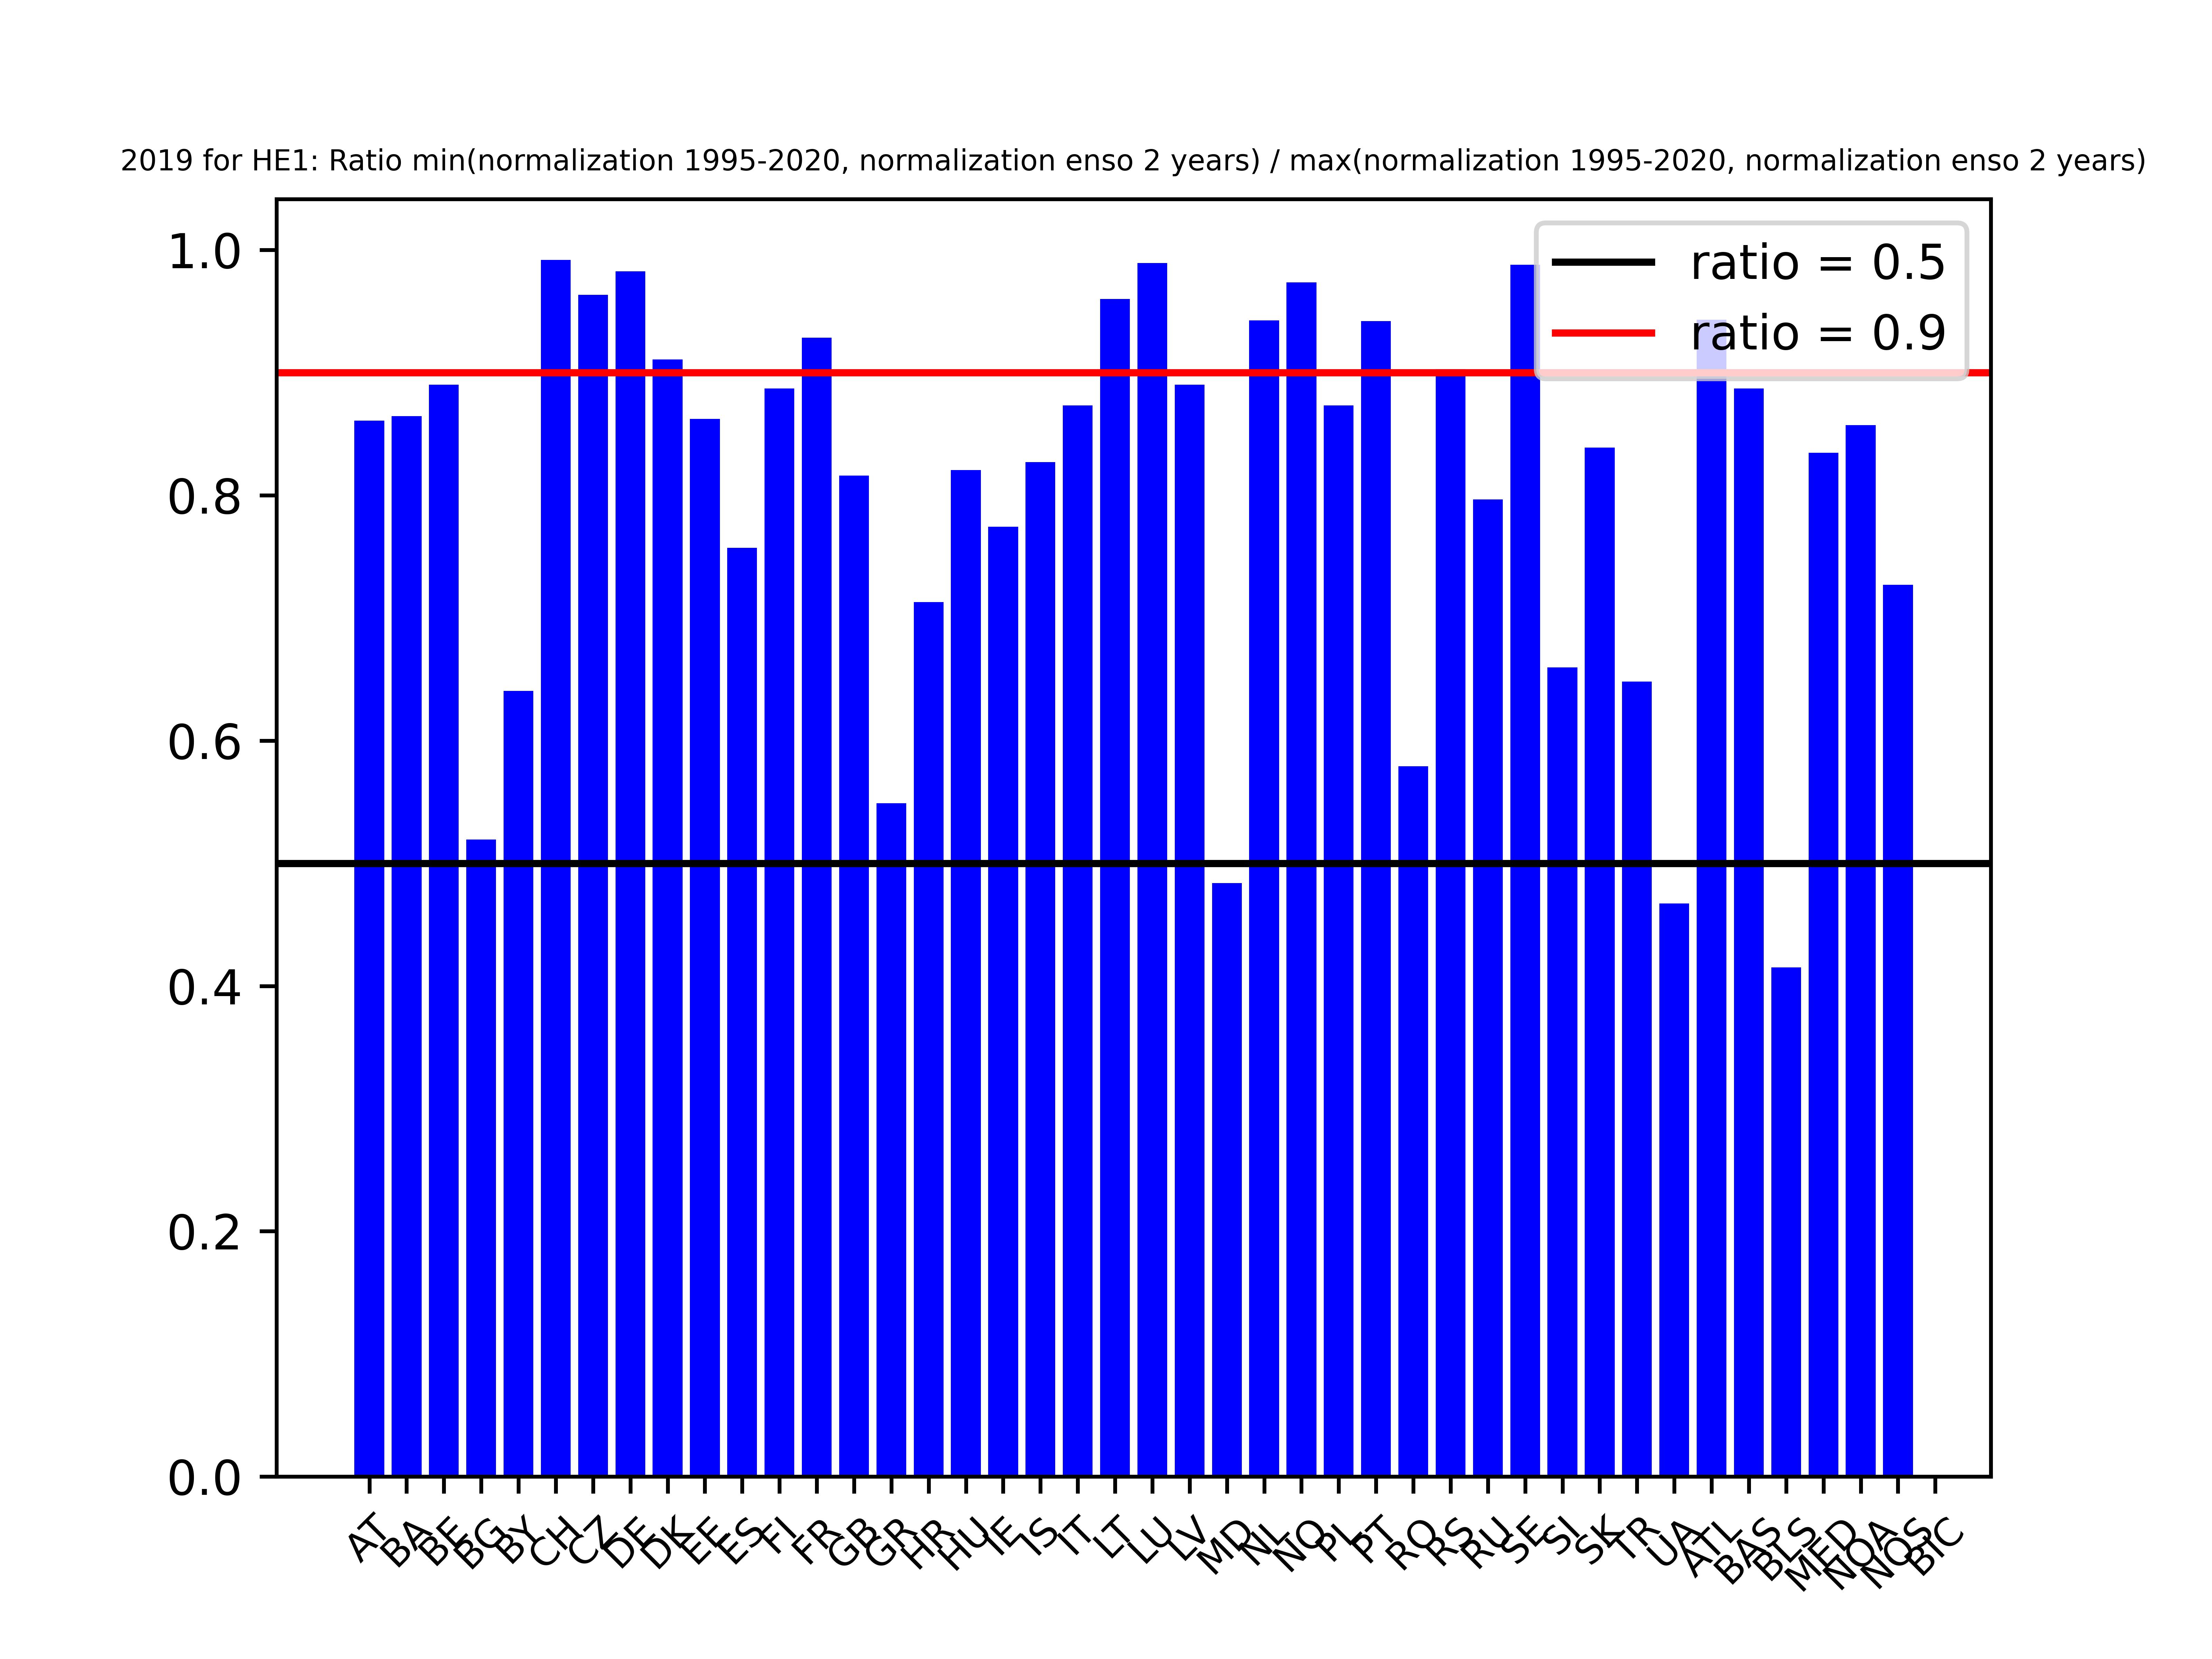 2019 for HE1: Ratio min(normalization 1995-2020, normalization enso 2 years) / max(normalization 1995-2020, normalization enso 2 years)
ratio = 0.5
ratio = 0.9
1.0
0.8
0.6
0.4
0.2
0.0
AT BA BE BG BY CH CZ DE DK EE ES FI FR GB GR HR HU IE IS IT LT LU LV MD NL NO PL PT RO RS RU SE SI SK TR UA ATL BAS BLS MED NOA NOS BIC